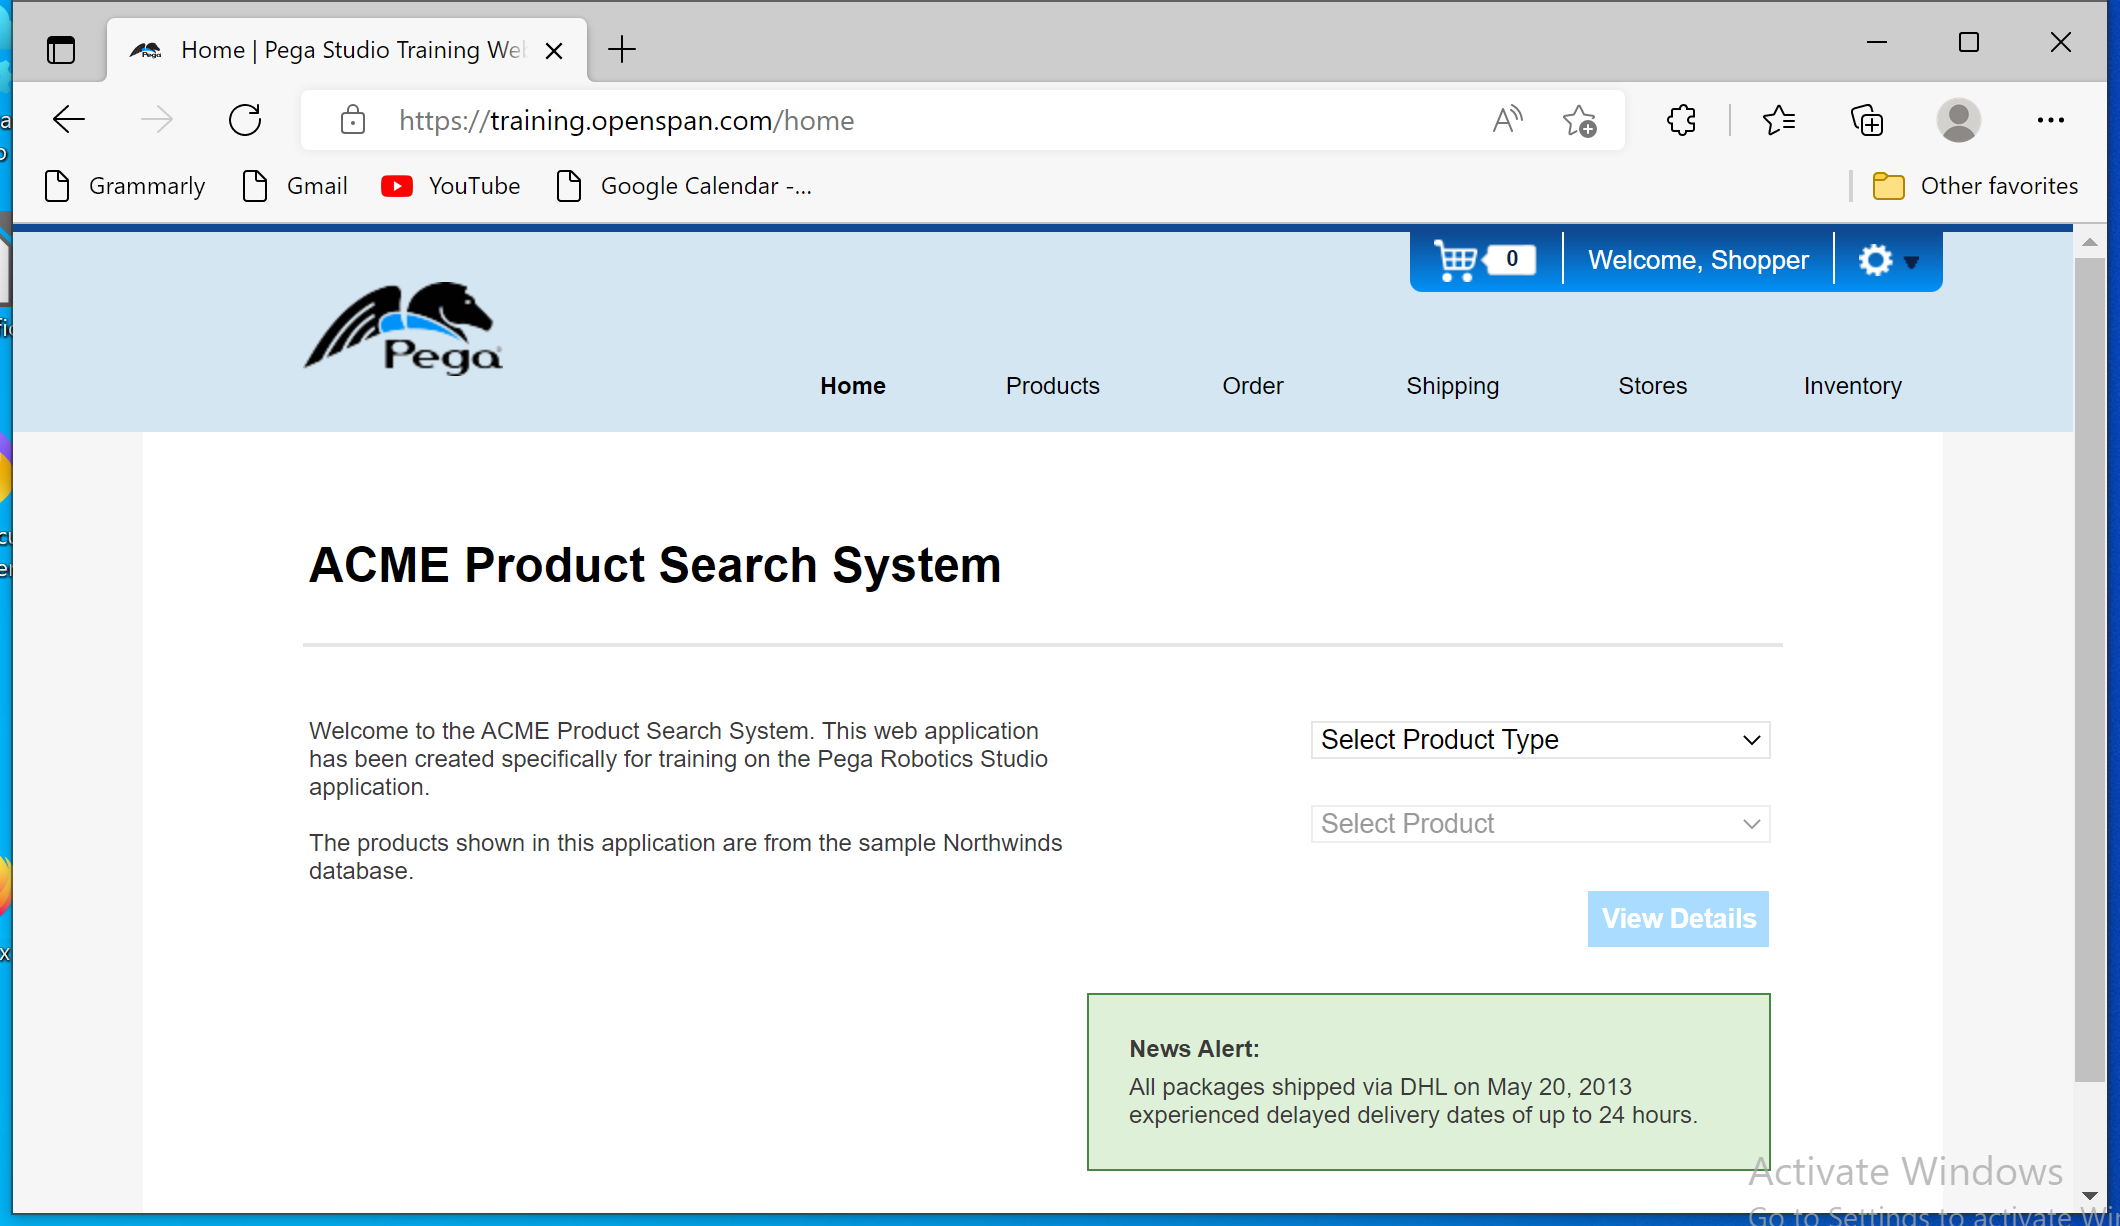 Home | Pega Studio Training We
https://training.openspan.com/home
Grammarly Gmail YouTube Google Calendar -... Other favorites
0 Welcome, Shopper
Pega
Home Products Order Shipping Stores Inventory
ACME Product Search System
Welcome to the ACME Product Search System. This web application
has been created specifically for training on the Pega Robotics Studio
application.
The products shown in this application are from the sample Northwinds
database.
Select Product Type
Select Product
View Details
News Alert:
All packages shipped via DHL on May 20, 2013
experienced delayed delivery dates of up to 24 hours.
Activate Windows
Go to Settings to activate Wi